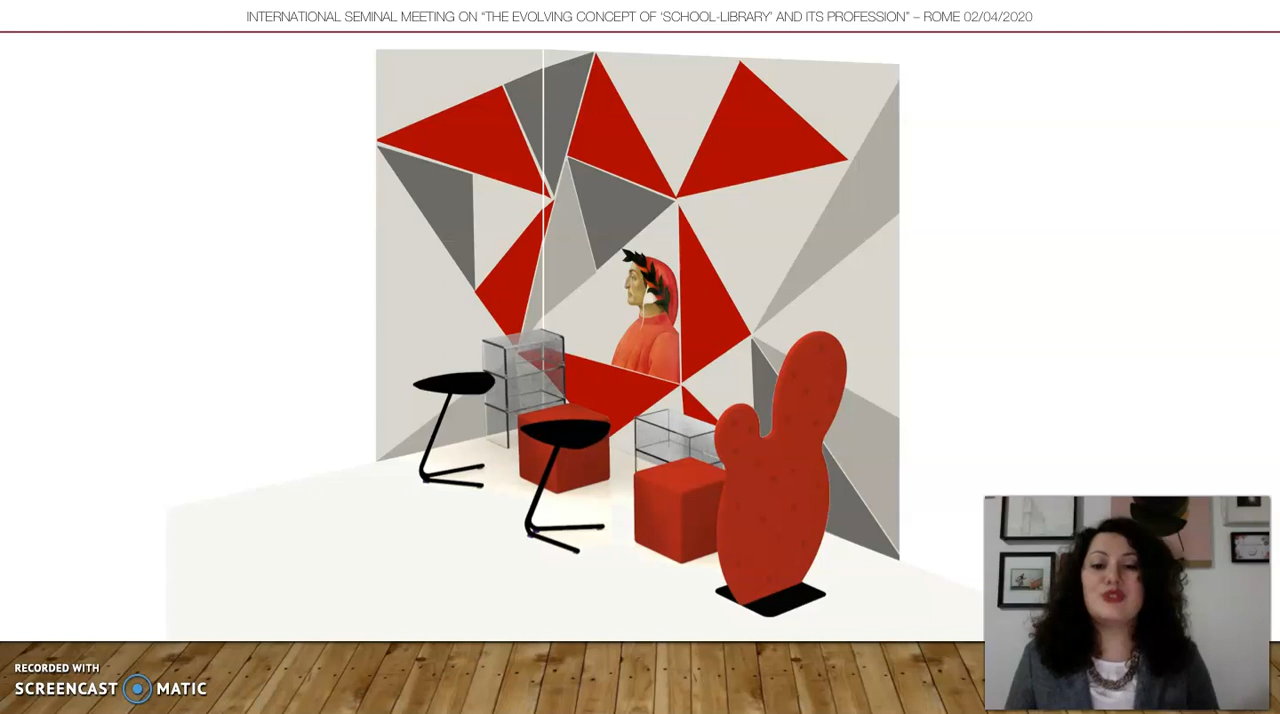 INTERNATIONAL SEMINAL MEETING ON “THE EVOLVING CONCEPT OF ‘SCHOOL-LIBRARY’ AND ITS PROFESSION” – ROME 02/04/2020
RECORDED WITH
SCREENCAST MATIC